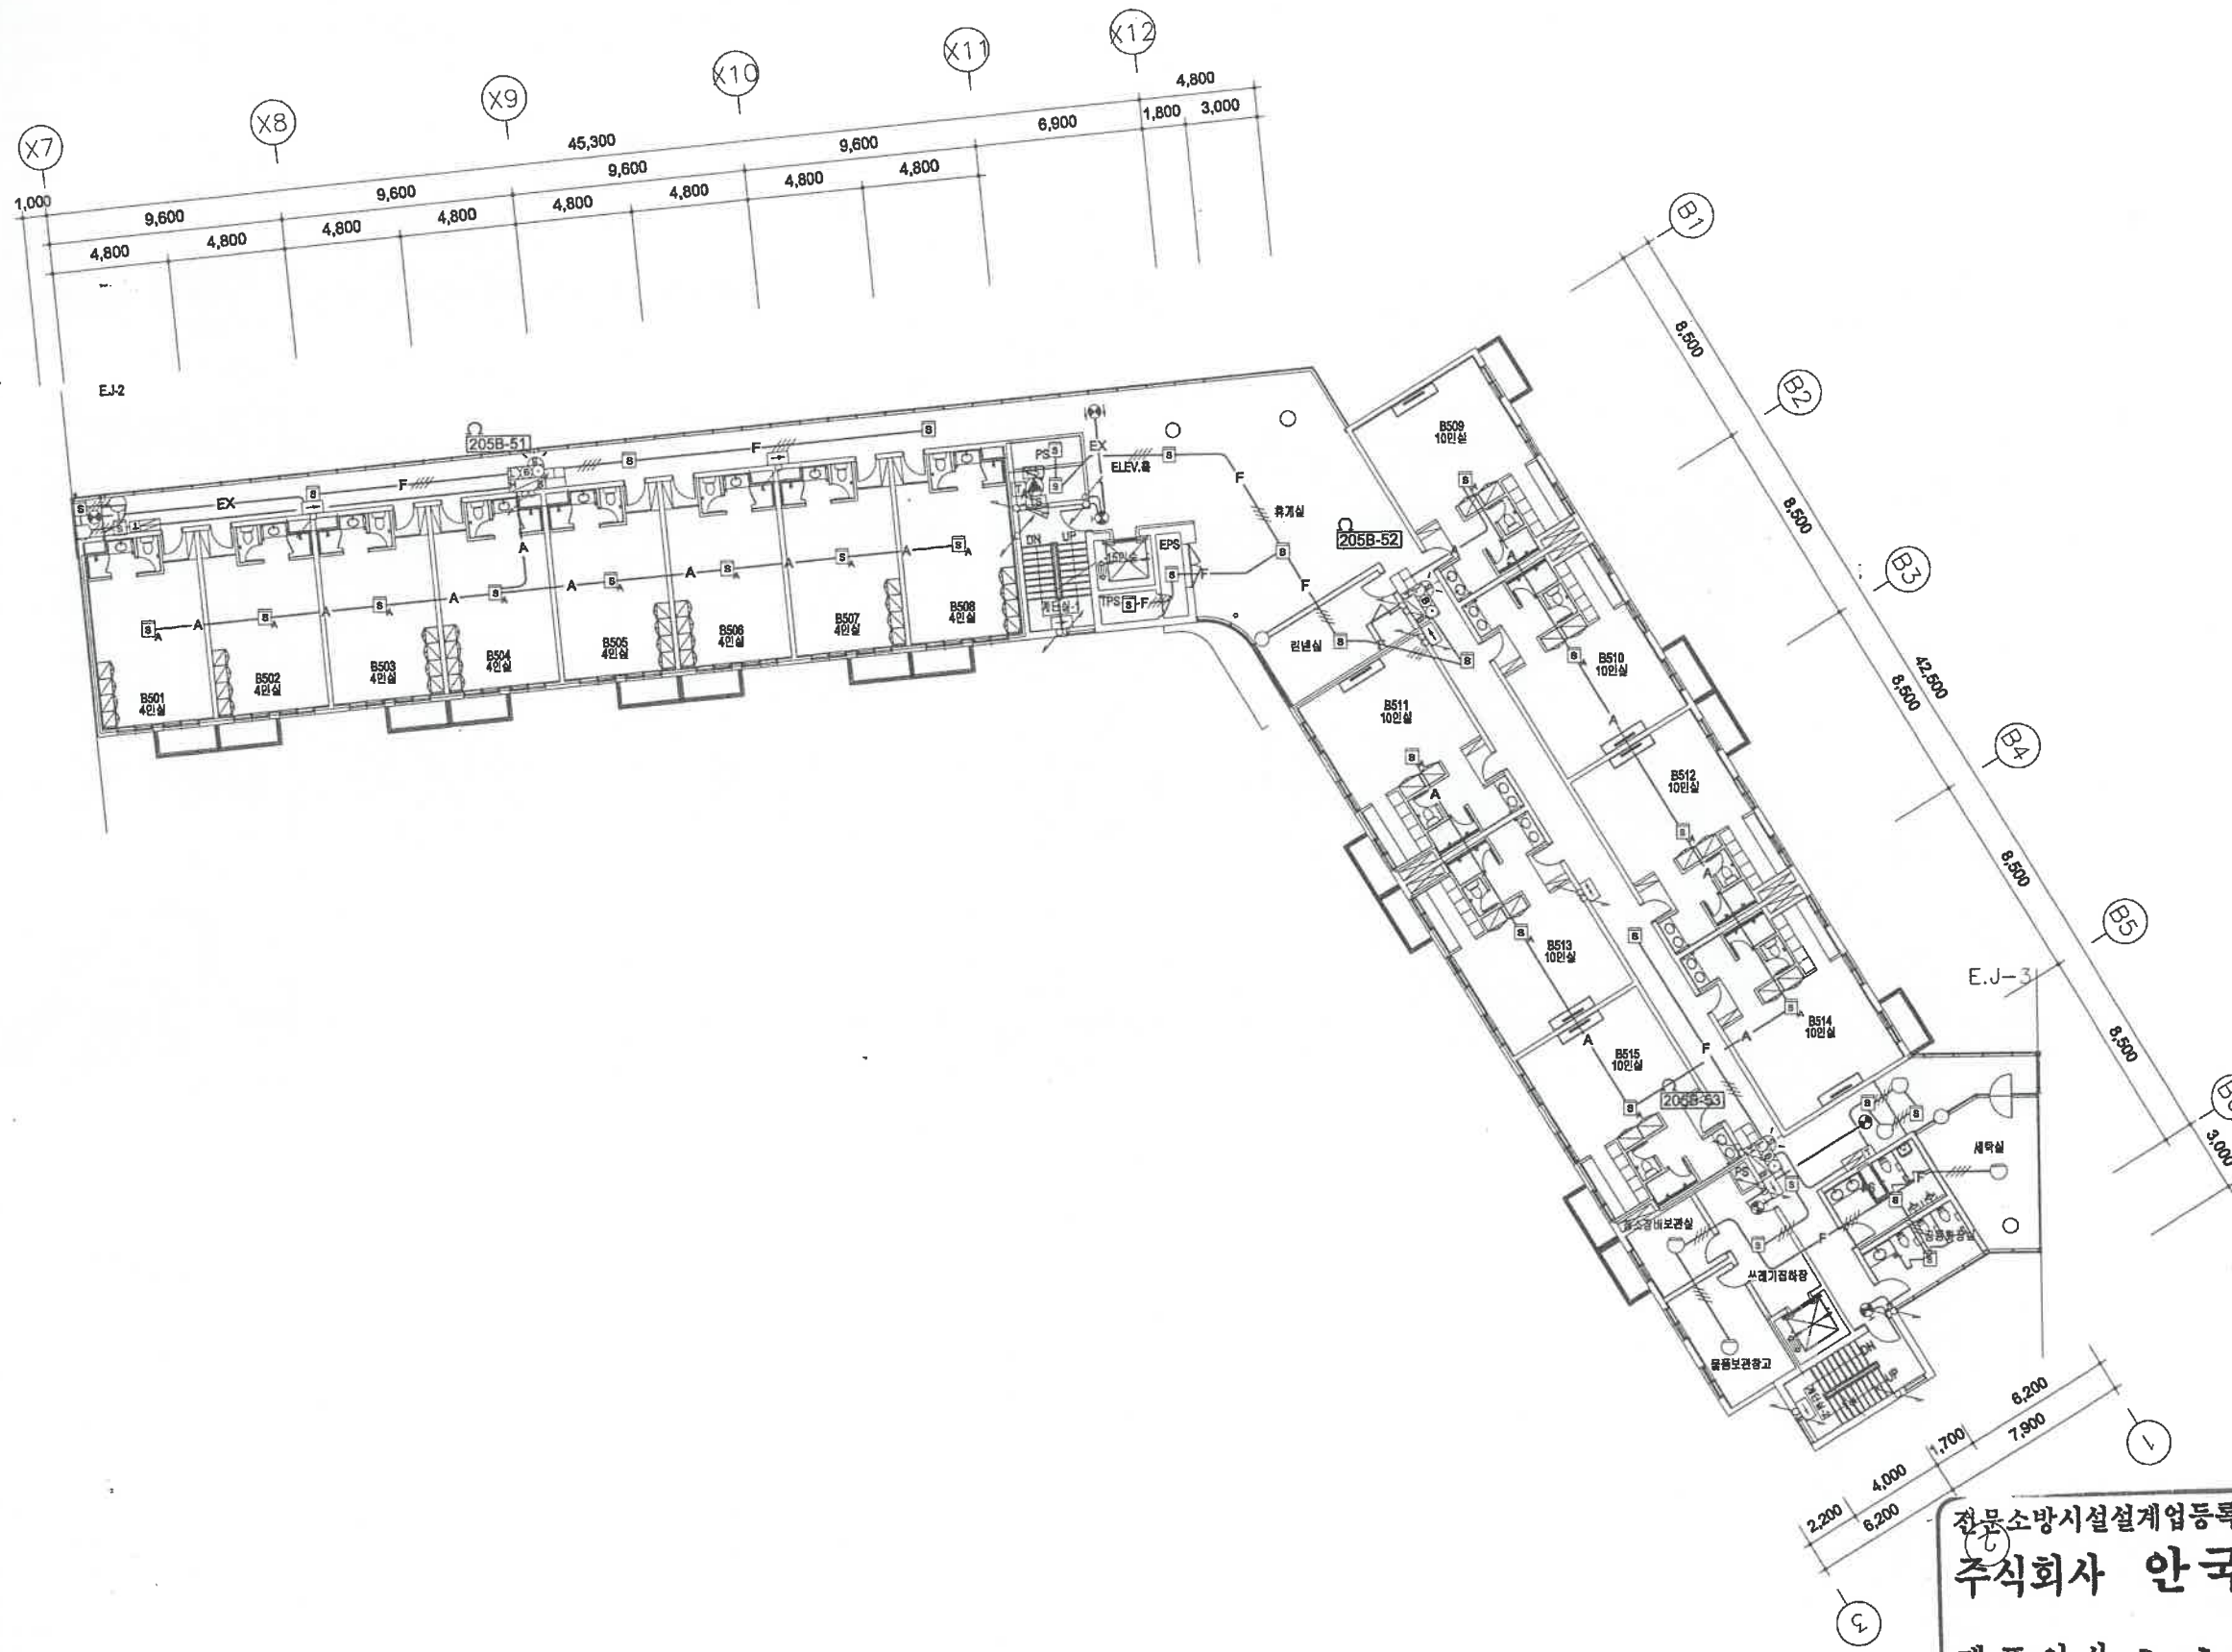 X7
X8
X9
X10
X11
X12
4,800
1,800 3,000
45,300
6,900
1,000
9,600
9,600
9,600
9,600
4,800
4,800
4,800
4,800
4,800
4,800
4,800
4,800
E.J-2
B1
B2
B3
B4
B5
8,500
8,500
8,500
8,500
8,500
42,500
3,000
E.J-3
205B-51
205B-52
205B-53
EX
F
F
EX
PS
ELEV.홀
F
휴게실
DN
UP
EPS
TPS
F
F
F
계단실-1
린넨실
A
A
A
A
A
A
A
A
B501
4인실
B502
4인실
B503
4인실
B504
4인실
B505
4인실
B506
4인실
B507
4인실
B508
4인실
B509
10인실
B510
10인실
B511
10인실
B512
10인실
B513
10인실
B514
10인실
B515
10인실
A
A
A
A
A
A
A
F
PS
세탁실
F
F
쓰레기집하장
물품보관창고
DN
UP
6,200
7,900
1,700
4,000
6,200
2,200
1
2
3
전문소방시설설계업등록
주식회사 안국